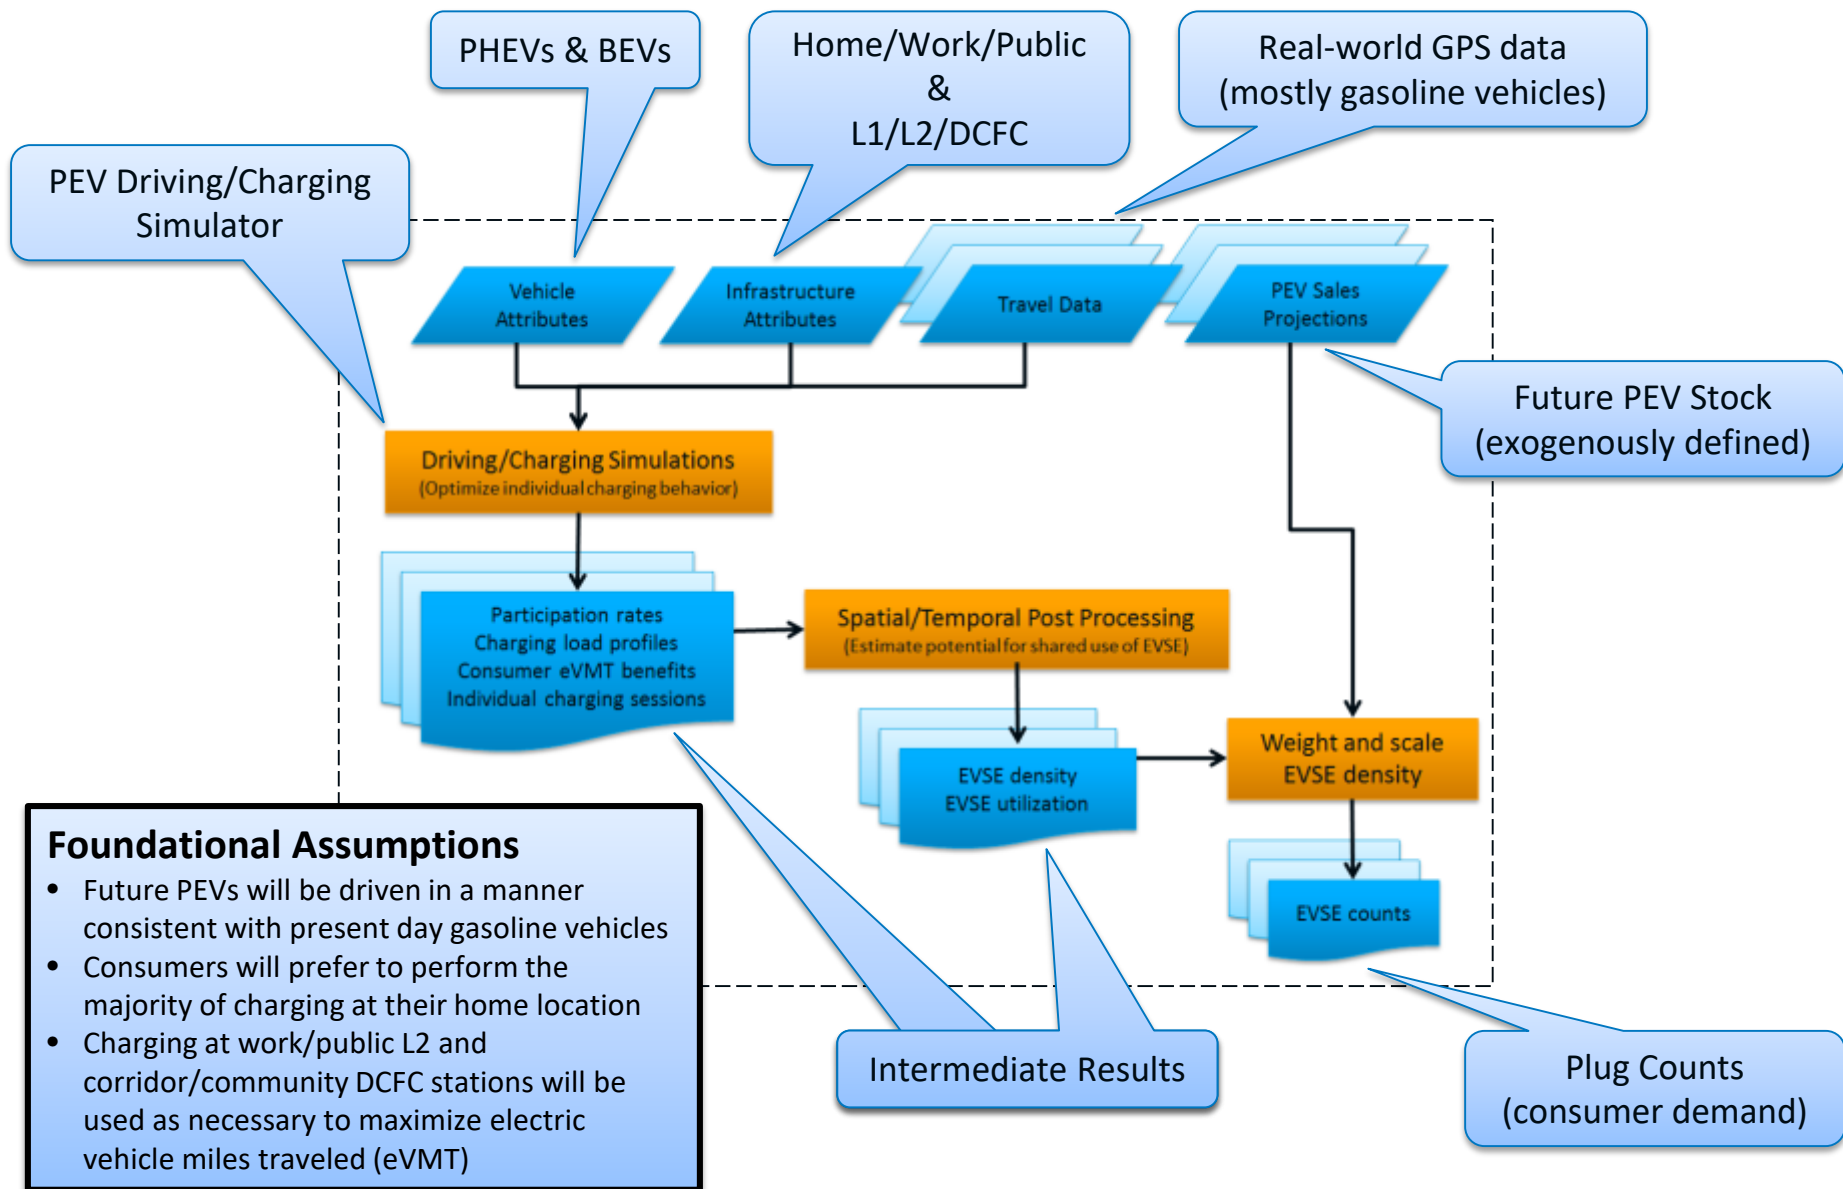 PHEVs & BEVs
Home/Work/Public
&
L1/L2/DCFC
Real-world GPS data
(mostly gasoline vehicles)
PEV Driving/Charging
Simulator
Vehicle
Attributes
Infrastructure
Attributes
Travel Data
PEV Sales
Projections
Future PEV Stock
(exogenously defined)
Driving/Charging Simulations
(Optimize individual charging behavior)
Participation rates
Charging load profiles
Consumer eVMT benefits
Individual charging sessions
Spatial/Temporal Post Processing
(Estimate potential for shared use of EVSE)
EVSE density
EVSE utilization
Weight and scale
EVSE density
EVSE counts
Foundational Assumptions
• Future PEVs will be driven in a manner
consistent with present day gasoline vehicles
• Consumers will prefer to perform the
majority of charging at their home location
• Charging at work/public L2 and
corridor/community DCFC stations will be
used as necessary to maximize electric
vehicle miles traveled (eVMT)
Intermediate Results
Plug Counts
(consumer demand)